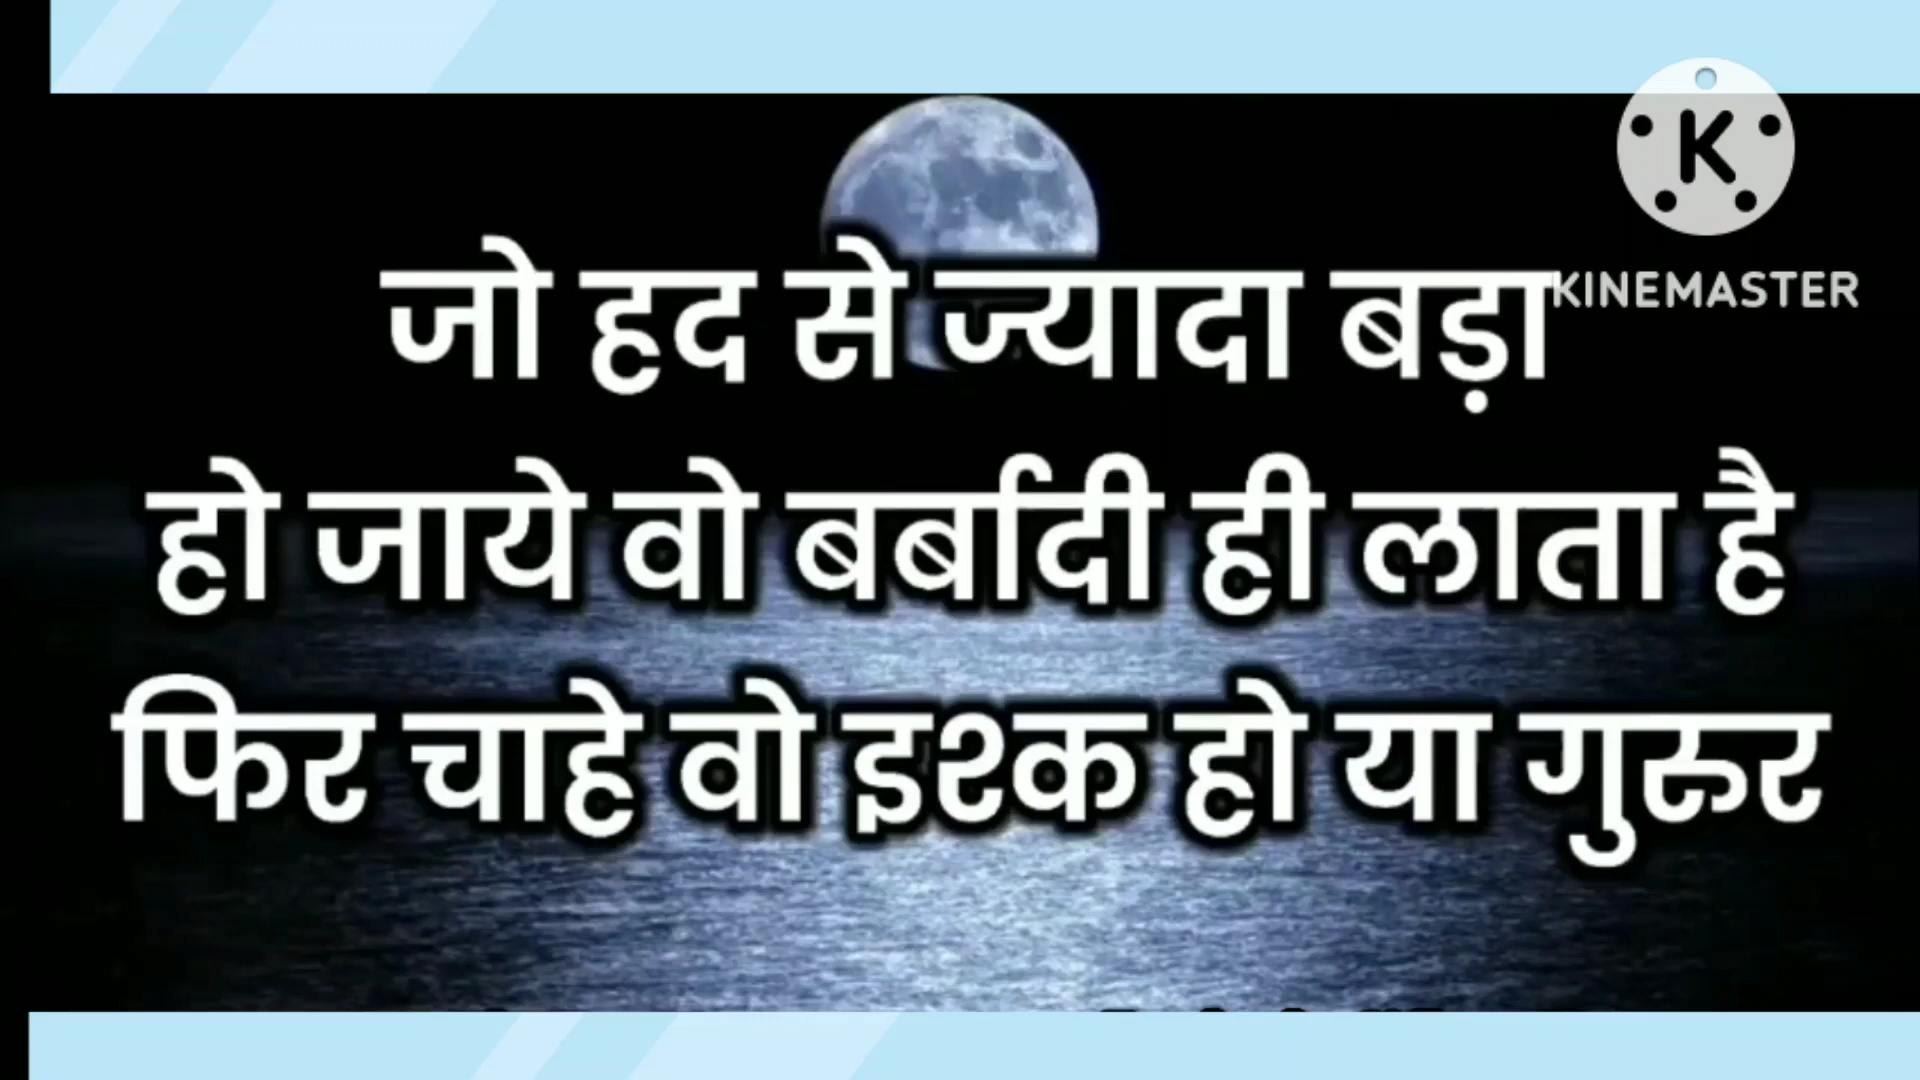 K
KINEMASTER
जो हद से ज्यादा बड़ा
हो जाये वो बर्बादी ही लाता है
फिर चाहे वो इश्क हो या गुरुर